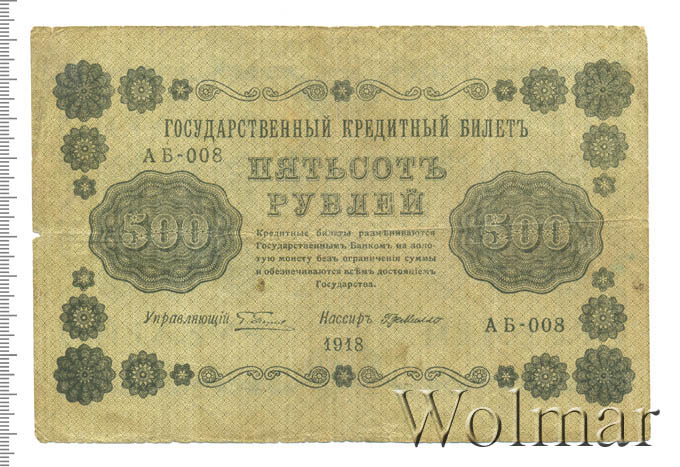 ГОСУДАРСТВЕННЫЙ КРЕДИТНЫЙ БИЛЕТЪ
АБ-008
ПЯТЬСОТЪ
РУБЛЕЙ
500
500
Кредитные билеты размѣниваются
Государственнымъ Банкомъ на золо-
тую монету безъ ограниченія суммы
и обезпечиваются всѣмъ достояніемъ
Государства.
Управляющій
Кассиръ
АБ-008
1918
Wolmar